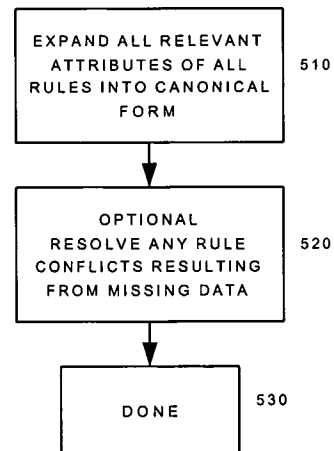 EXPAND ALL RELEVANT
ATTRIBUTES OF ALL
RULES INTO CANONICAL
FORM
510
OPTIONAL
RESOLVE ANY RULE
CONFLICTS RESULTING
FROM MISSING DATA
520
DONE
530